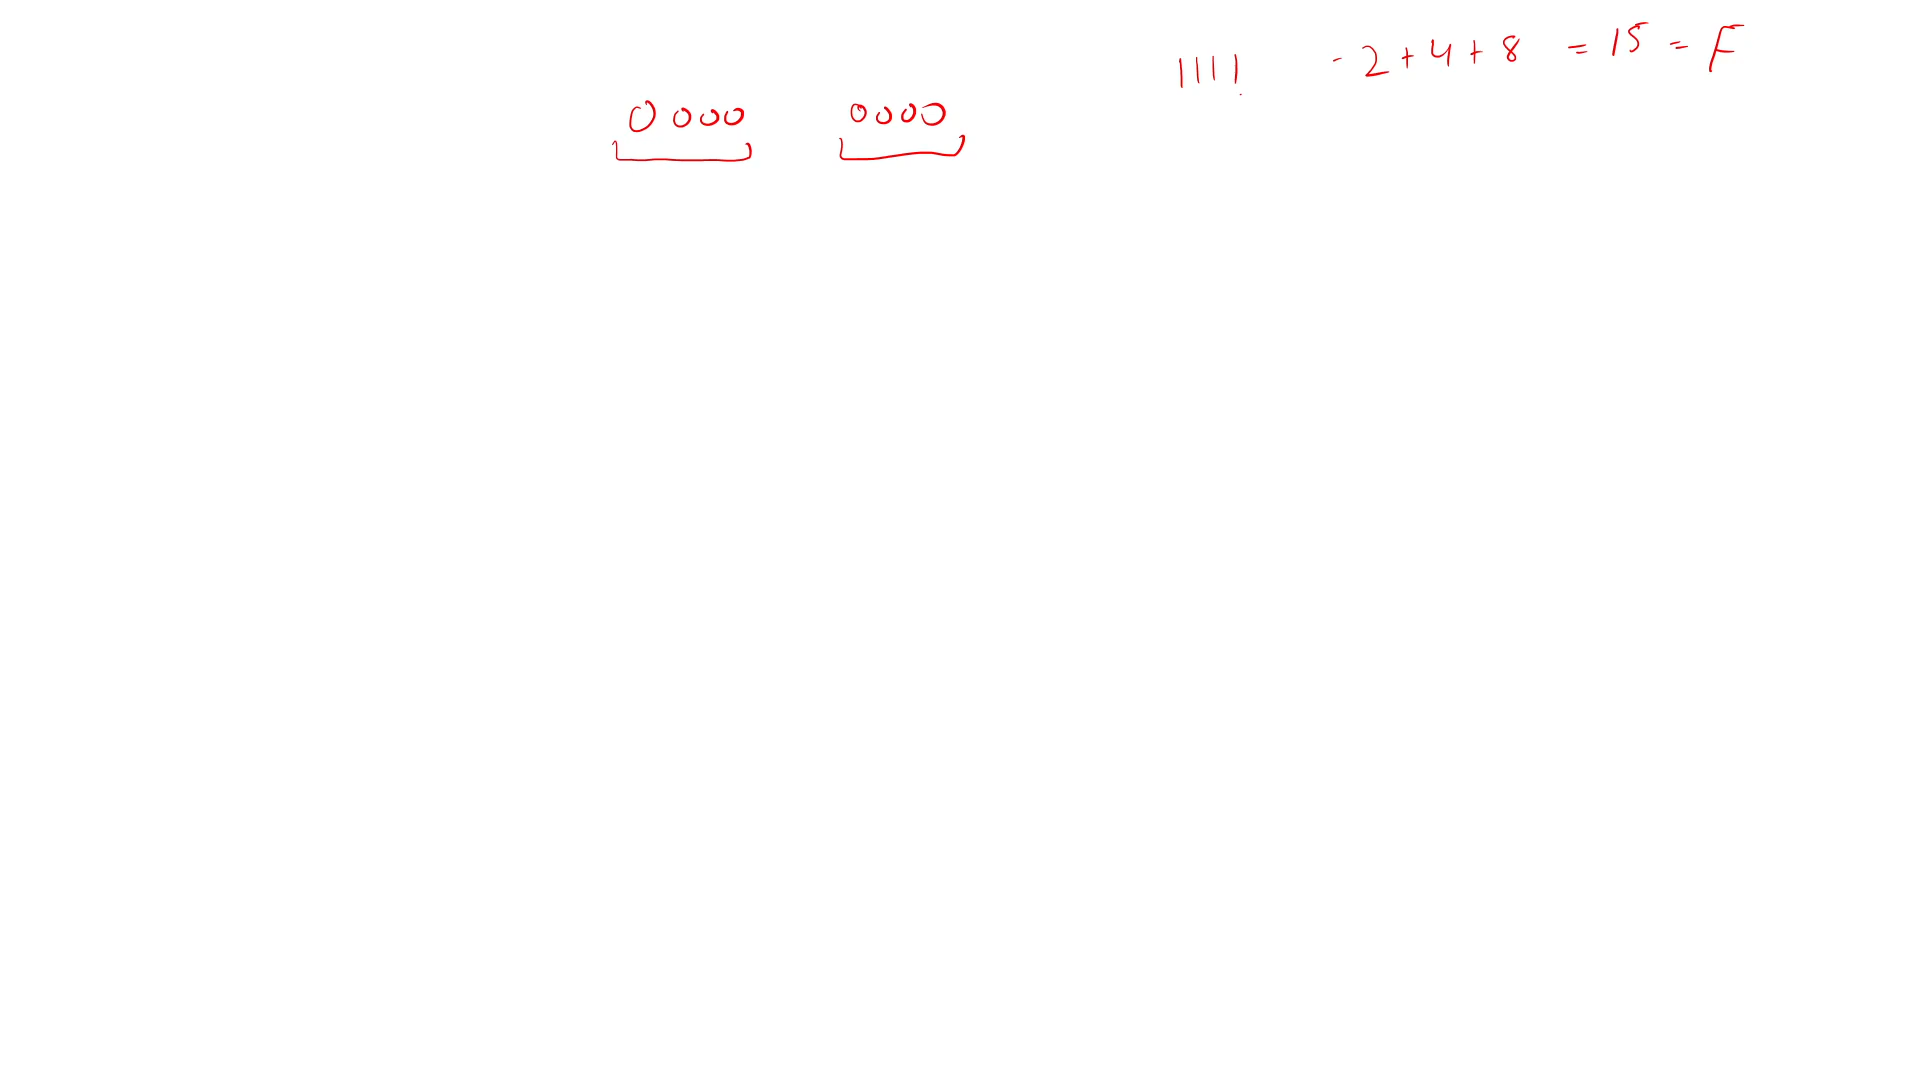 1111 - 2 + 4 + 8 = 15 = F
0000 0000